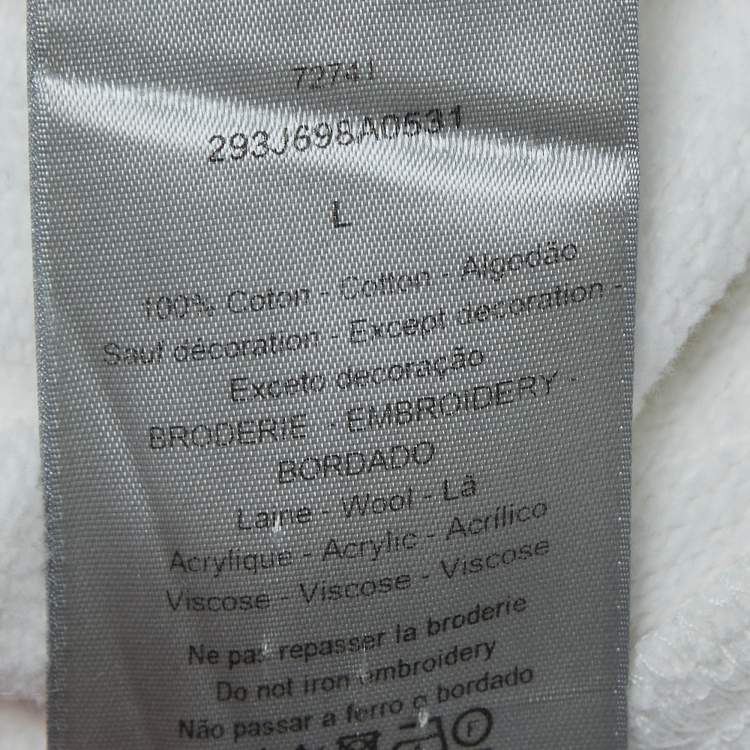 72741
293J698A0531
L
100% Coton - Cotton - Algodão
Sauf décoration - Except decoration -
Exceto decoração
BRODERIE - EMBROIDERY -
BORDADO
Laine - Wool - Lã
Acrylique - Acrylic - Acrílico
Viscose - Viscose - Viscose
Ne pas repasser la broderie
Do not iron embroidery
Não passar a ferro o bordado
F